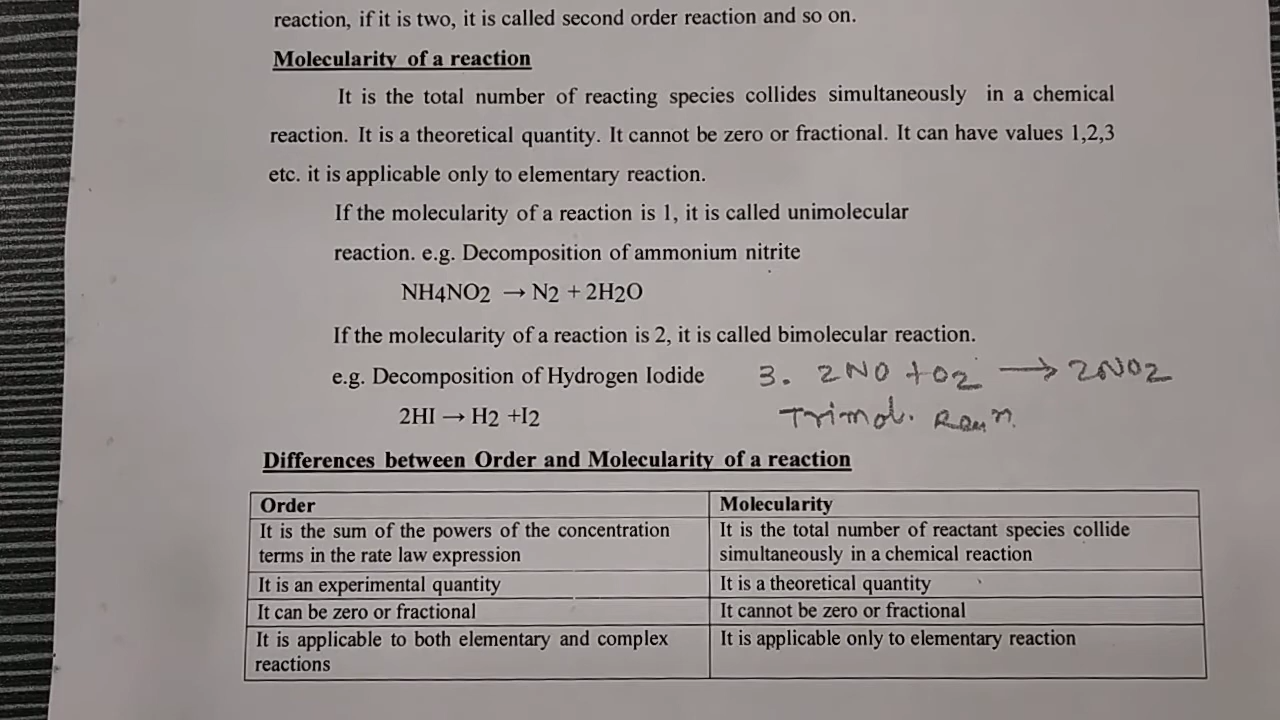 reaction, if it is two, it is called second order reaction and so on.
Molecularity of a reaction
It is the total number of reacting species collides simultaneously in a chemical
reaction. It is a theoretical quantity. It cannot be zero or fractional. It can have values 1,2,3
etc. it is applicable only to elementary reaction.
If the molecularity of a reaction is 1, it is called unimolecular
reaction. e.g. Decomposition of ammonium nitrite
NH4NO2 → N2 + 2H2O
If the molecularity of a reaction is 2, it is called bimolecular reaction.
e.g. Decomposition of Hydrogen Iodide
3. 2NO + O2 → 2NO2
2HI → H2 +I2
Trimol.
Differences between Order and Molecularity of a reaction
Order
Molecularity
It is the sum of the powers of the concentration
terms in the rate law expression
It is the total number of reactant species collide
simultaneously in a chemical reaction
It is an experimental quantity
It is a theoretical quantity
It can be zero or fractional
It cannot be zero or fractional
It is applicable to both elementary and complex
reactions
It is applicable only to elementary reaction